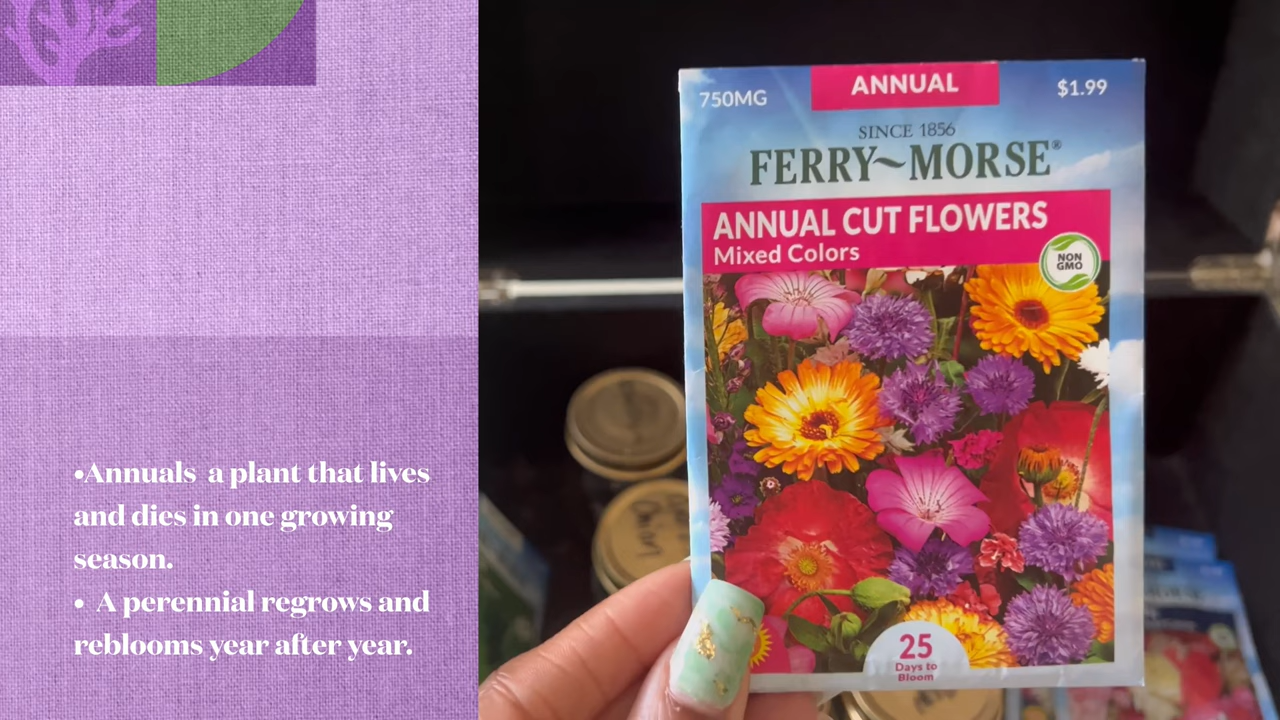 •Annuals  a plant that lives
and dies in one growing
season.
•  A perennial regrows and
reblooms year after year.
ANNUAL
750MG
$1.99
SINCE 1856
FERRY~MORSE®
ANNUAL CUT FLOWERS
Mixed Colors
NON
GMO
25
Days to
Bloom